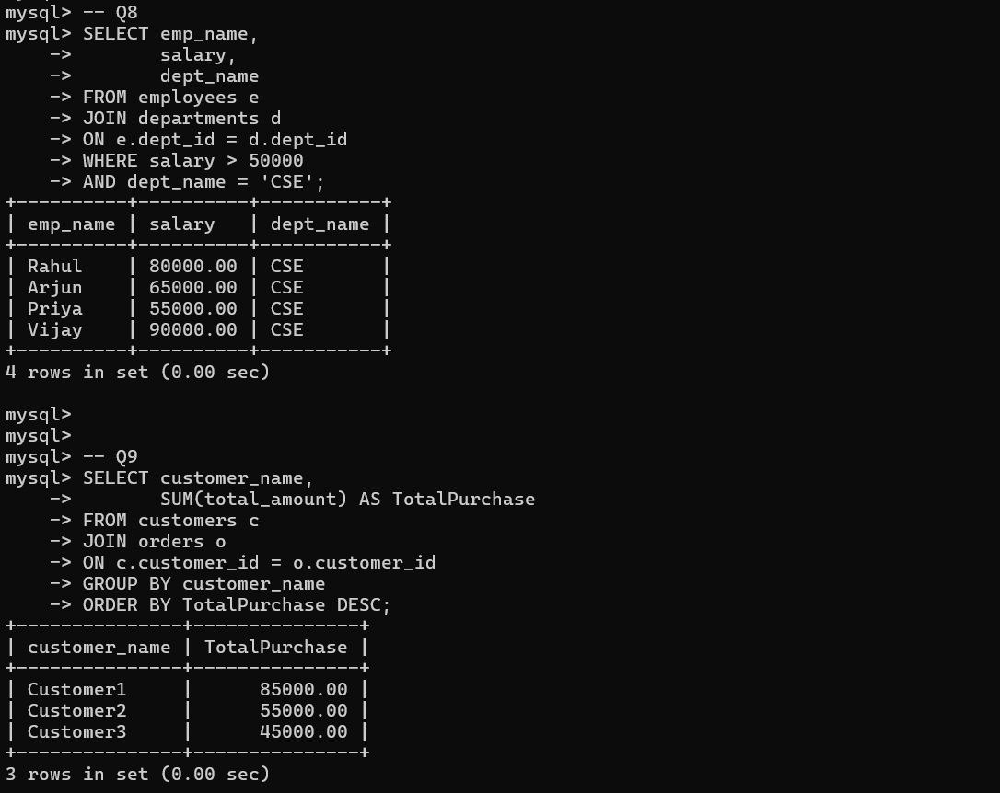 mysql> -- Q8
mysql> SELECT emp_name,
    ->        salary,
    ->        dept_name
    -> FROM employees e
    -> JOIN departments d
    -> ON e.dept_id = d.dept_id
    -> WHERE salary > 50000
    -> AND dept_name = 'CSE';
+----------+----------+-----------+
| emp_name | salary   | dept_name |
+----------+----------+-----------+
| Rahul    | 80000.00 | CSE       |
| Arjun    | 65000.00 | CSE       |
| Priya    | 55000.00 | CSE       |
| Vijay    | 90000.00 | CSE       |
+----------+----------+-----------+
4 rows in set (0.00 sec)

mysql>
mysql>
mysql> -- Q9
mysql> SELECT customer_name,
    ->        SUM(total_amount) AS TotalPurchase
    -> FROM customers c
    -> JOIN orders o
    -> ON c.customer_id = o.customer_id
    -> GROUP BY customer_name
    -> ORDER BY TotalPurchase DESC;
+---------------+---------------+
| customer_name | TotalPurchase |
+---------------+---------------+
| Customer1     |      85000.00 |
| Customer2     |      55000.00 |
| Customer3     |      45000.00 |
+---------------+---------------+
3 rows in set (0.00 sec)